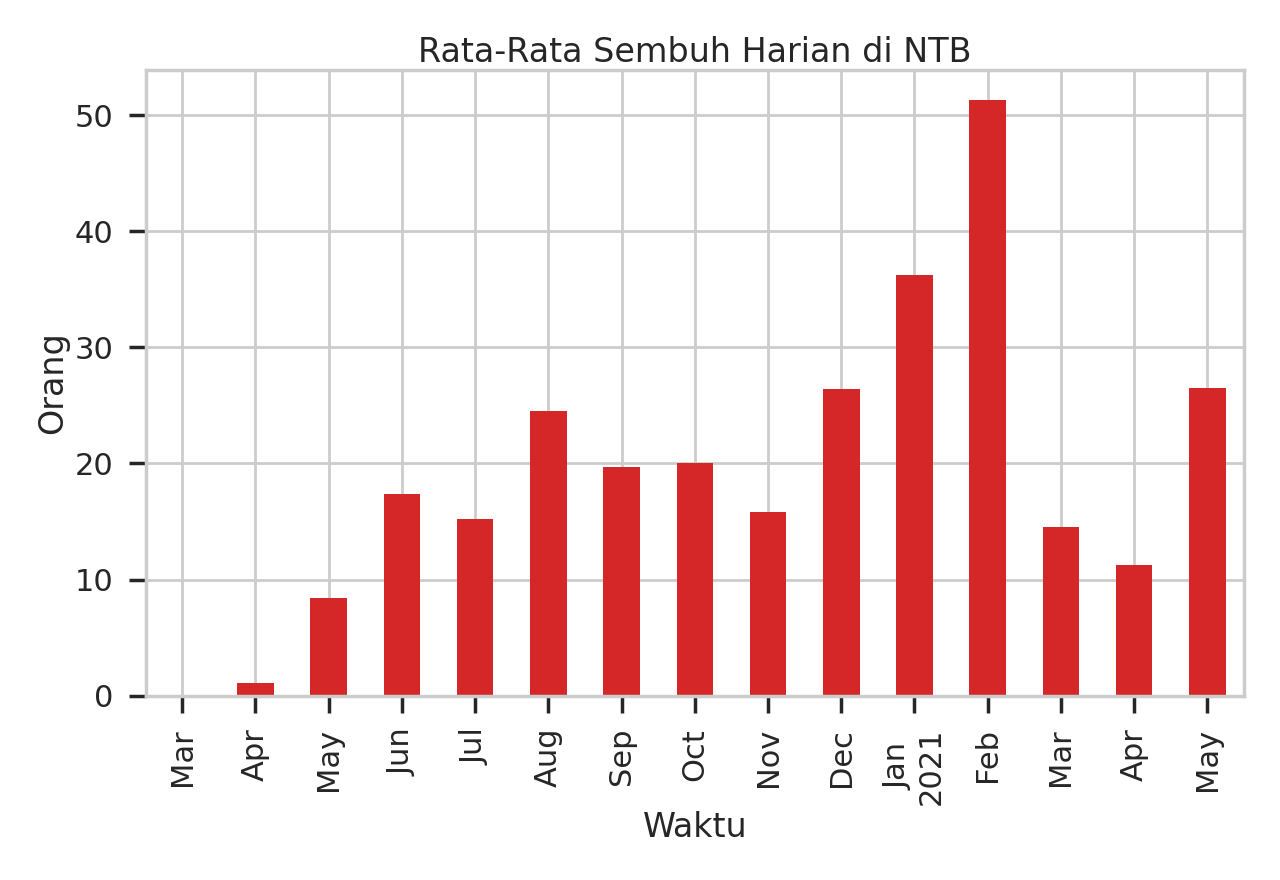 Rata-Rata Sembuh Harian di NTB
50
40
30
20
10
0
Orang
Mar
Apr
May
Jun
Jul
Aug
Sep
Oct
Nov
Dec
Jan
2021
Feb
Mar
Apr
May
Waktu